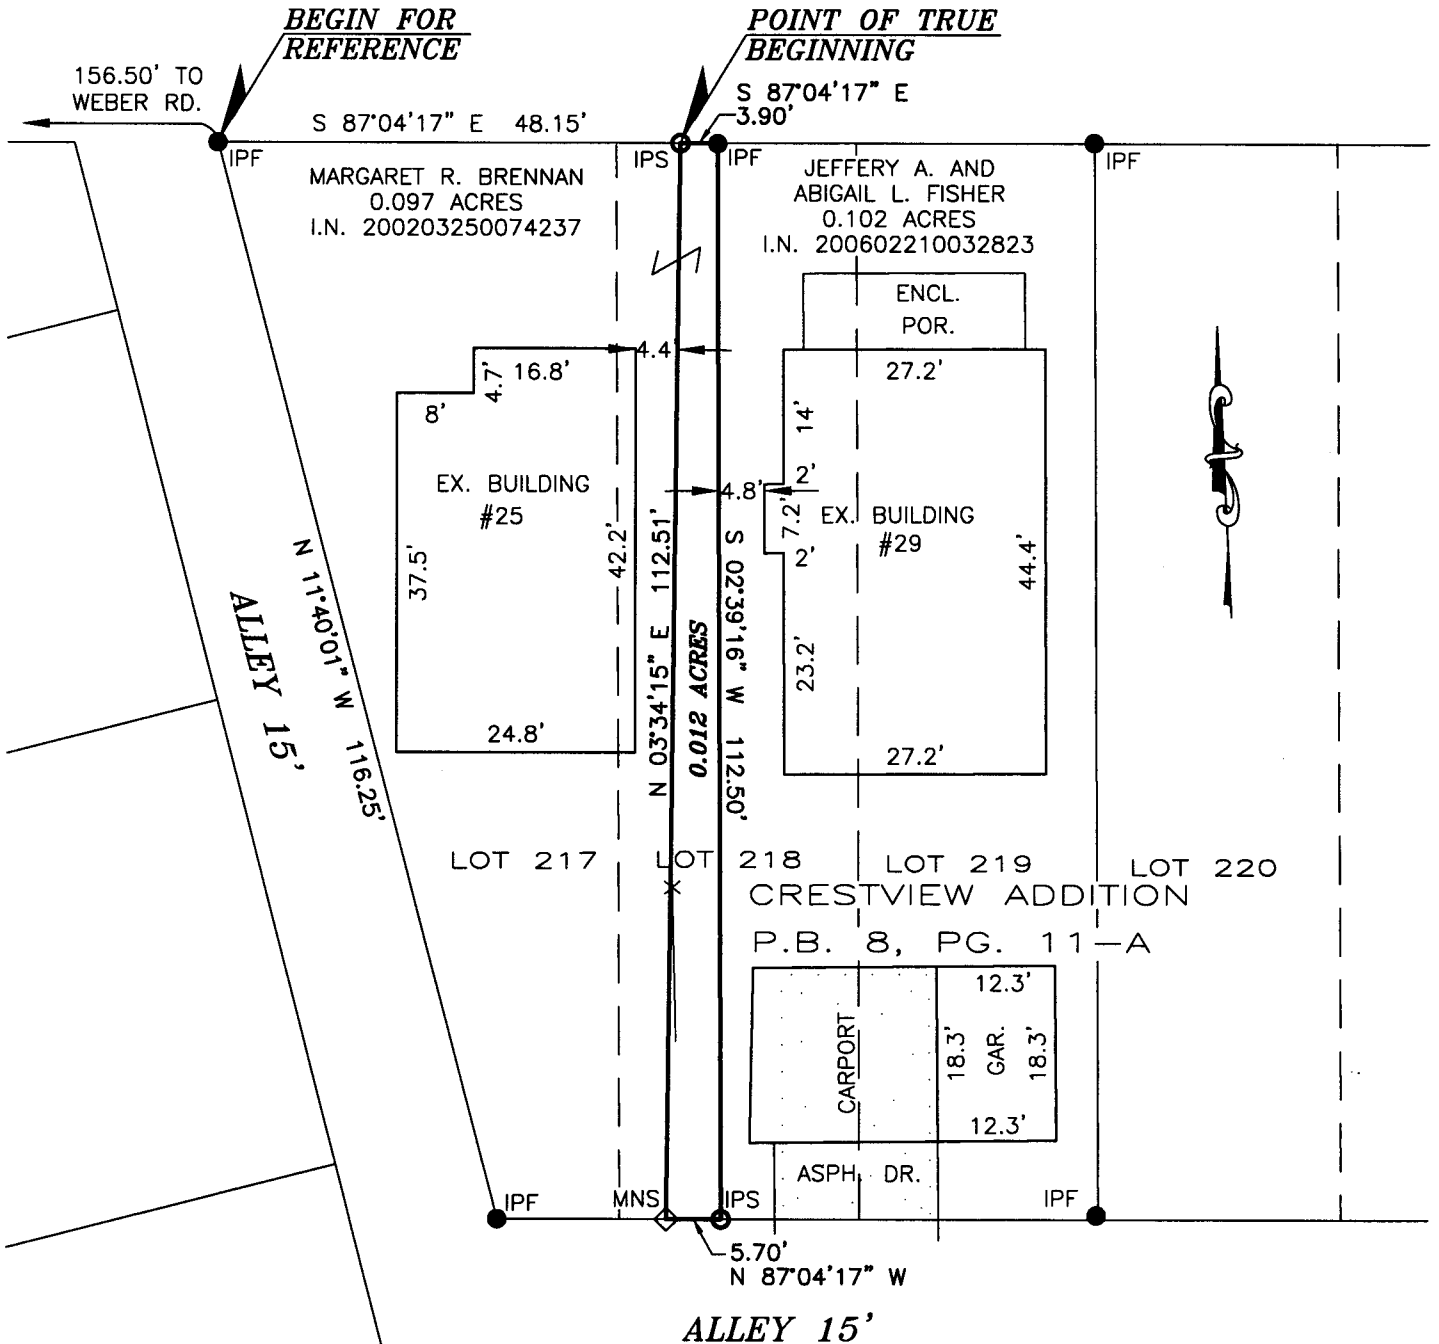 BEGIN FOR
REFERENCE
POINT OF TRUE
BEGINNING
156.50' TO
WEBER RD.
S 87°04'17" E
3.90'
S 87°04'17" E 48.15'
IPF
IPS
IPF
IPF
MARGARET R. BRENNAN
0.097 ACRES
I.N. 200203250074237
JEFFERY A. AND
ABIGAIL L. FISHER
0.102 ACRES
I.N. 200602210032823
ENCL.
POR.
4.4'
4.7'
16.8'
27.2'
8'
14'
2'
EX. BUILDING
#25
4.8'
7.2'
EX. BUILDING
#29
2'
37.5'
42.2'
44.4'
N 11°40'01" W 116.25'
ALLEY 15'
N 03°34'15" E 112.51'
0.012 ACRES
S 02°39'16" W 112.50'
23.2'
24.8'
27.2'
LOT 217
LOT 218
LOT 219
LOT 220
CRESTVIEW ADDITION
P.B. 8, PG. 11-A
12.3'
CARPORT
18.3'
GAR.
18.3'
12.3'
ASPH. DR.
IPF
MNS
IPS
IPF
5.70'
N 87°04'17" W
ALLEY 15'